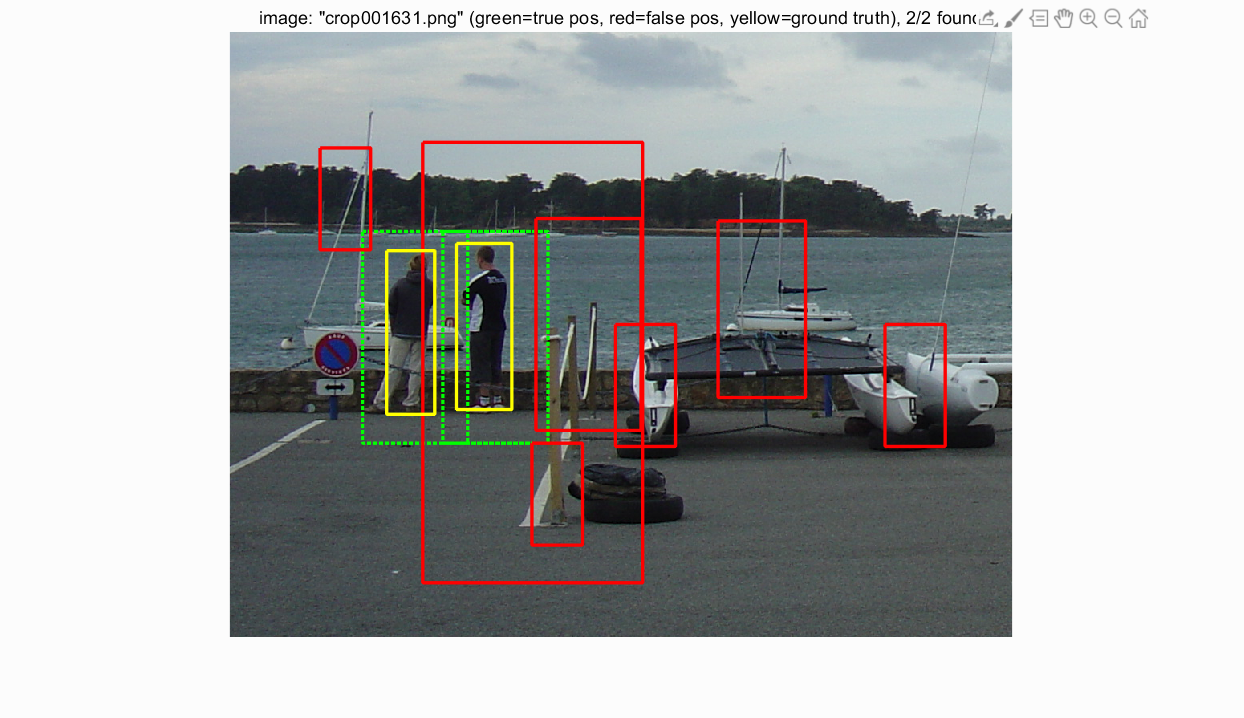 image: "crop001631.png" (green=true pos, red=false pos, yellow=ground truth), 2/2 found